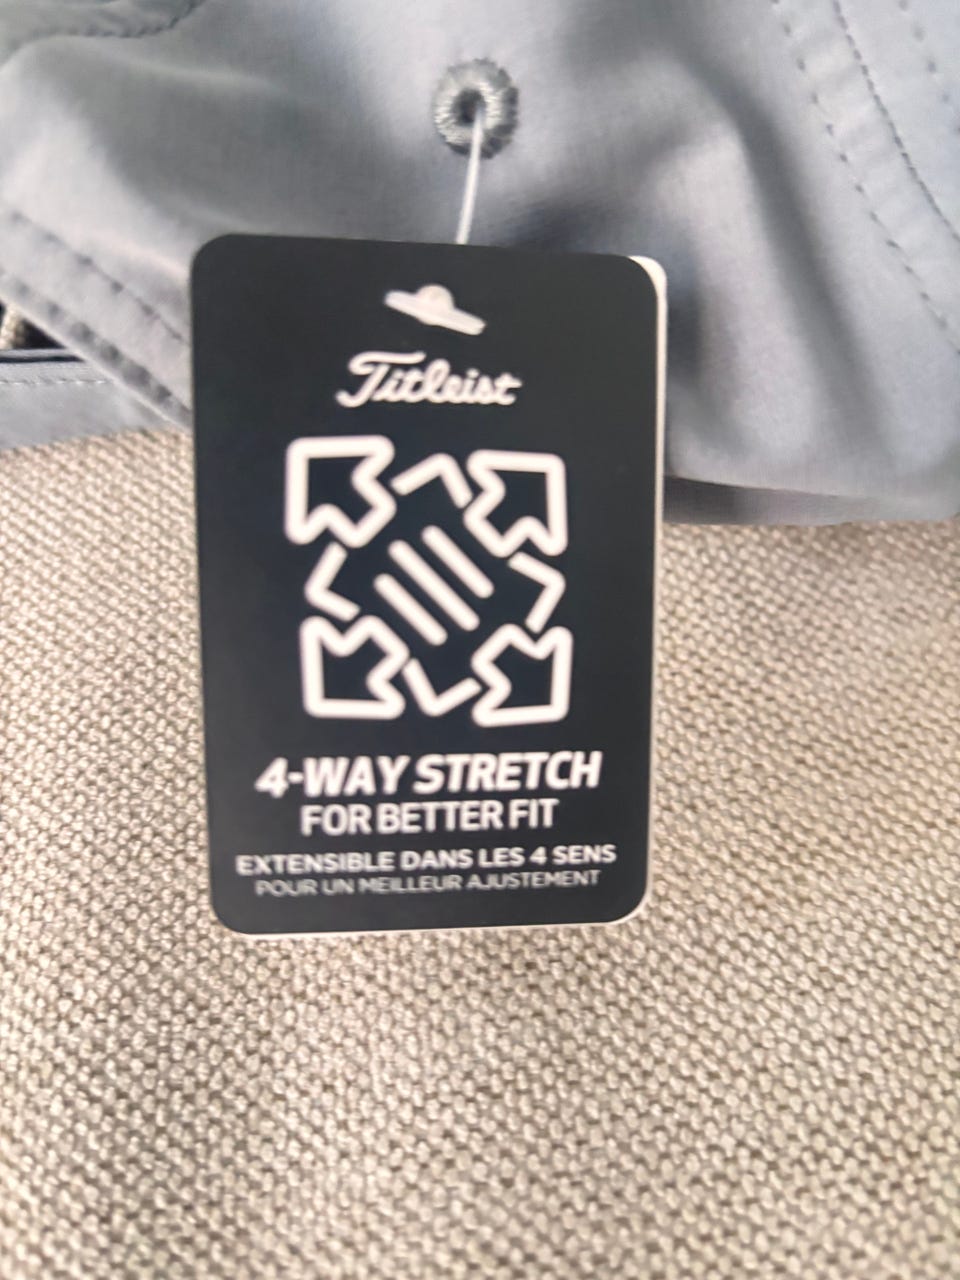 Titleist
4-WAY STRETCH
FOR BETTER FIT
EXTENSIBLE DANS LES 4 SENS
POUR UN MEILLEUR AJUSTEMENT